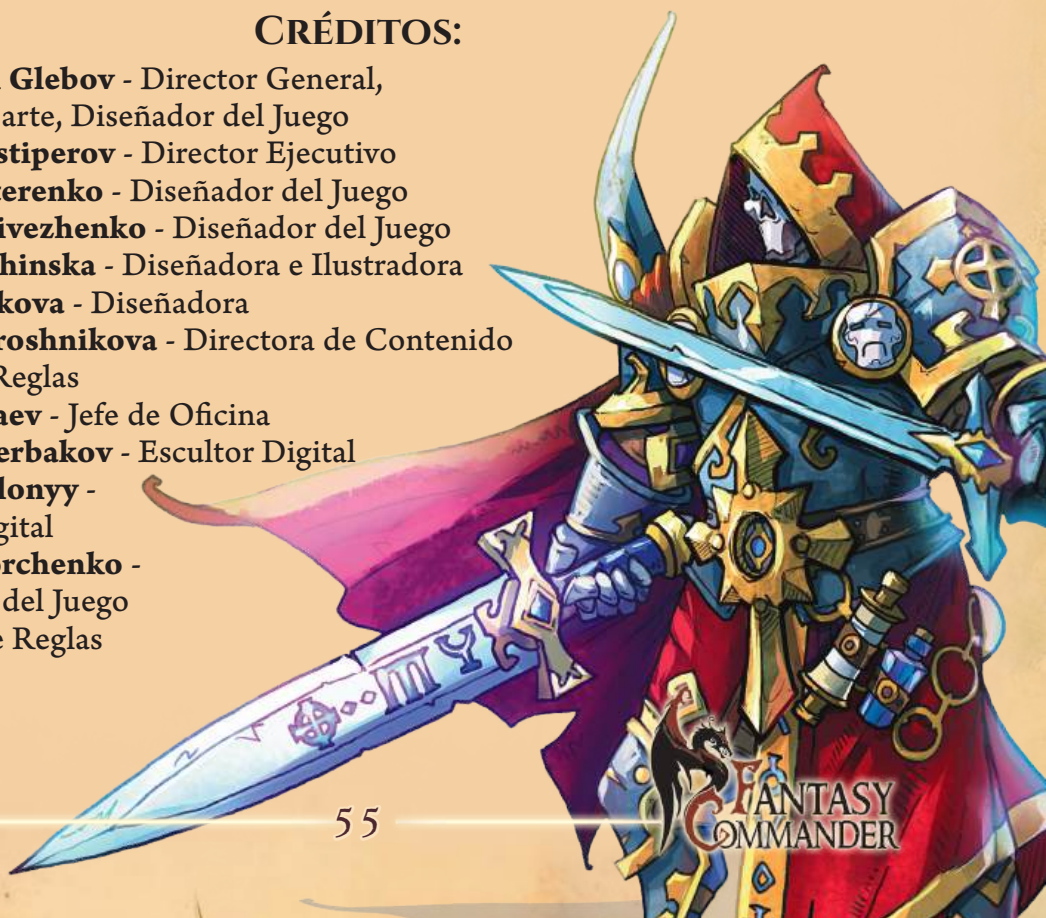 CRÉDITOS:
Glebov - Director General,
arte, Diseñador del Juego
stiperov - Director Ejecutivo
terenko - Diseñador del Juego
ivezhenko - Diseñador del Juego
hinska - Diseñadora e Ilustradora
kova - Diseñadora
roshnikova - Directora de Contenido
Reglas
aev - Jefe de Oficina
erbakov - Escultor Digital
lonyy -
gital
orchenko -
del Juego
e Reglas
55
FANTASY
COMMANDER